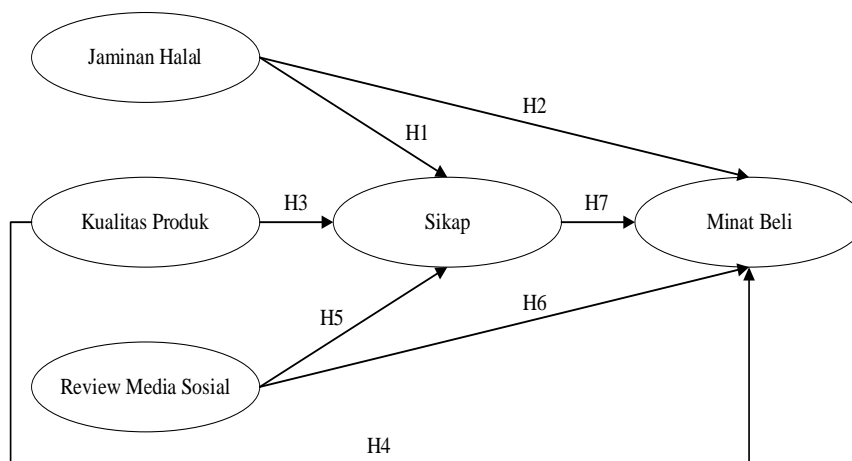 Jaminan Halal
H2
H1
Kualitas Produk
H3
Sikap
H7
Minat Beli
H5
H6
Review Media Sosial
H4